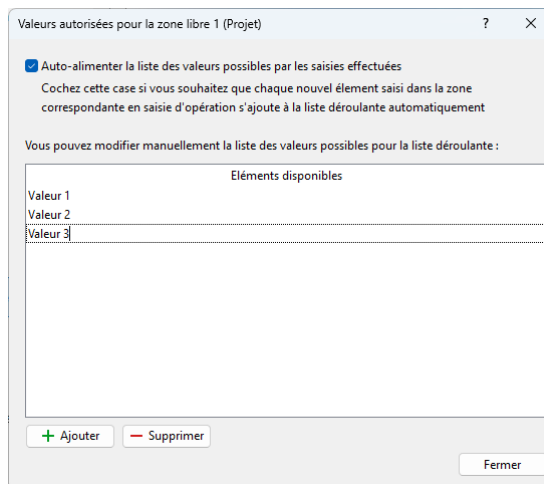 Valeurs autorisées pour la zone libre 1 (Projet)
?
Auto-alimenter la liste des valeurs possibles par les saisies effectuées
Cochez cette case si vous souhaitez que chaque nouvel élement saisi dans la zone
correspondante en saisie d'opération s'ajoute à la liste déroulante automatiquement
Vous pouvez modifier manuellement la liste des valeurs possibles pour la liste déroulante :
Eléments disponibles
Valeur 1
Valeur 2
Valeur 3
Ajouter
Supprimer
Fermer